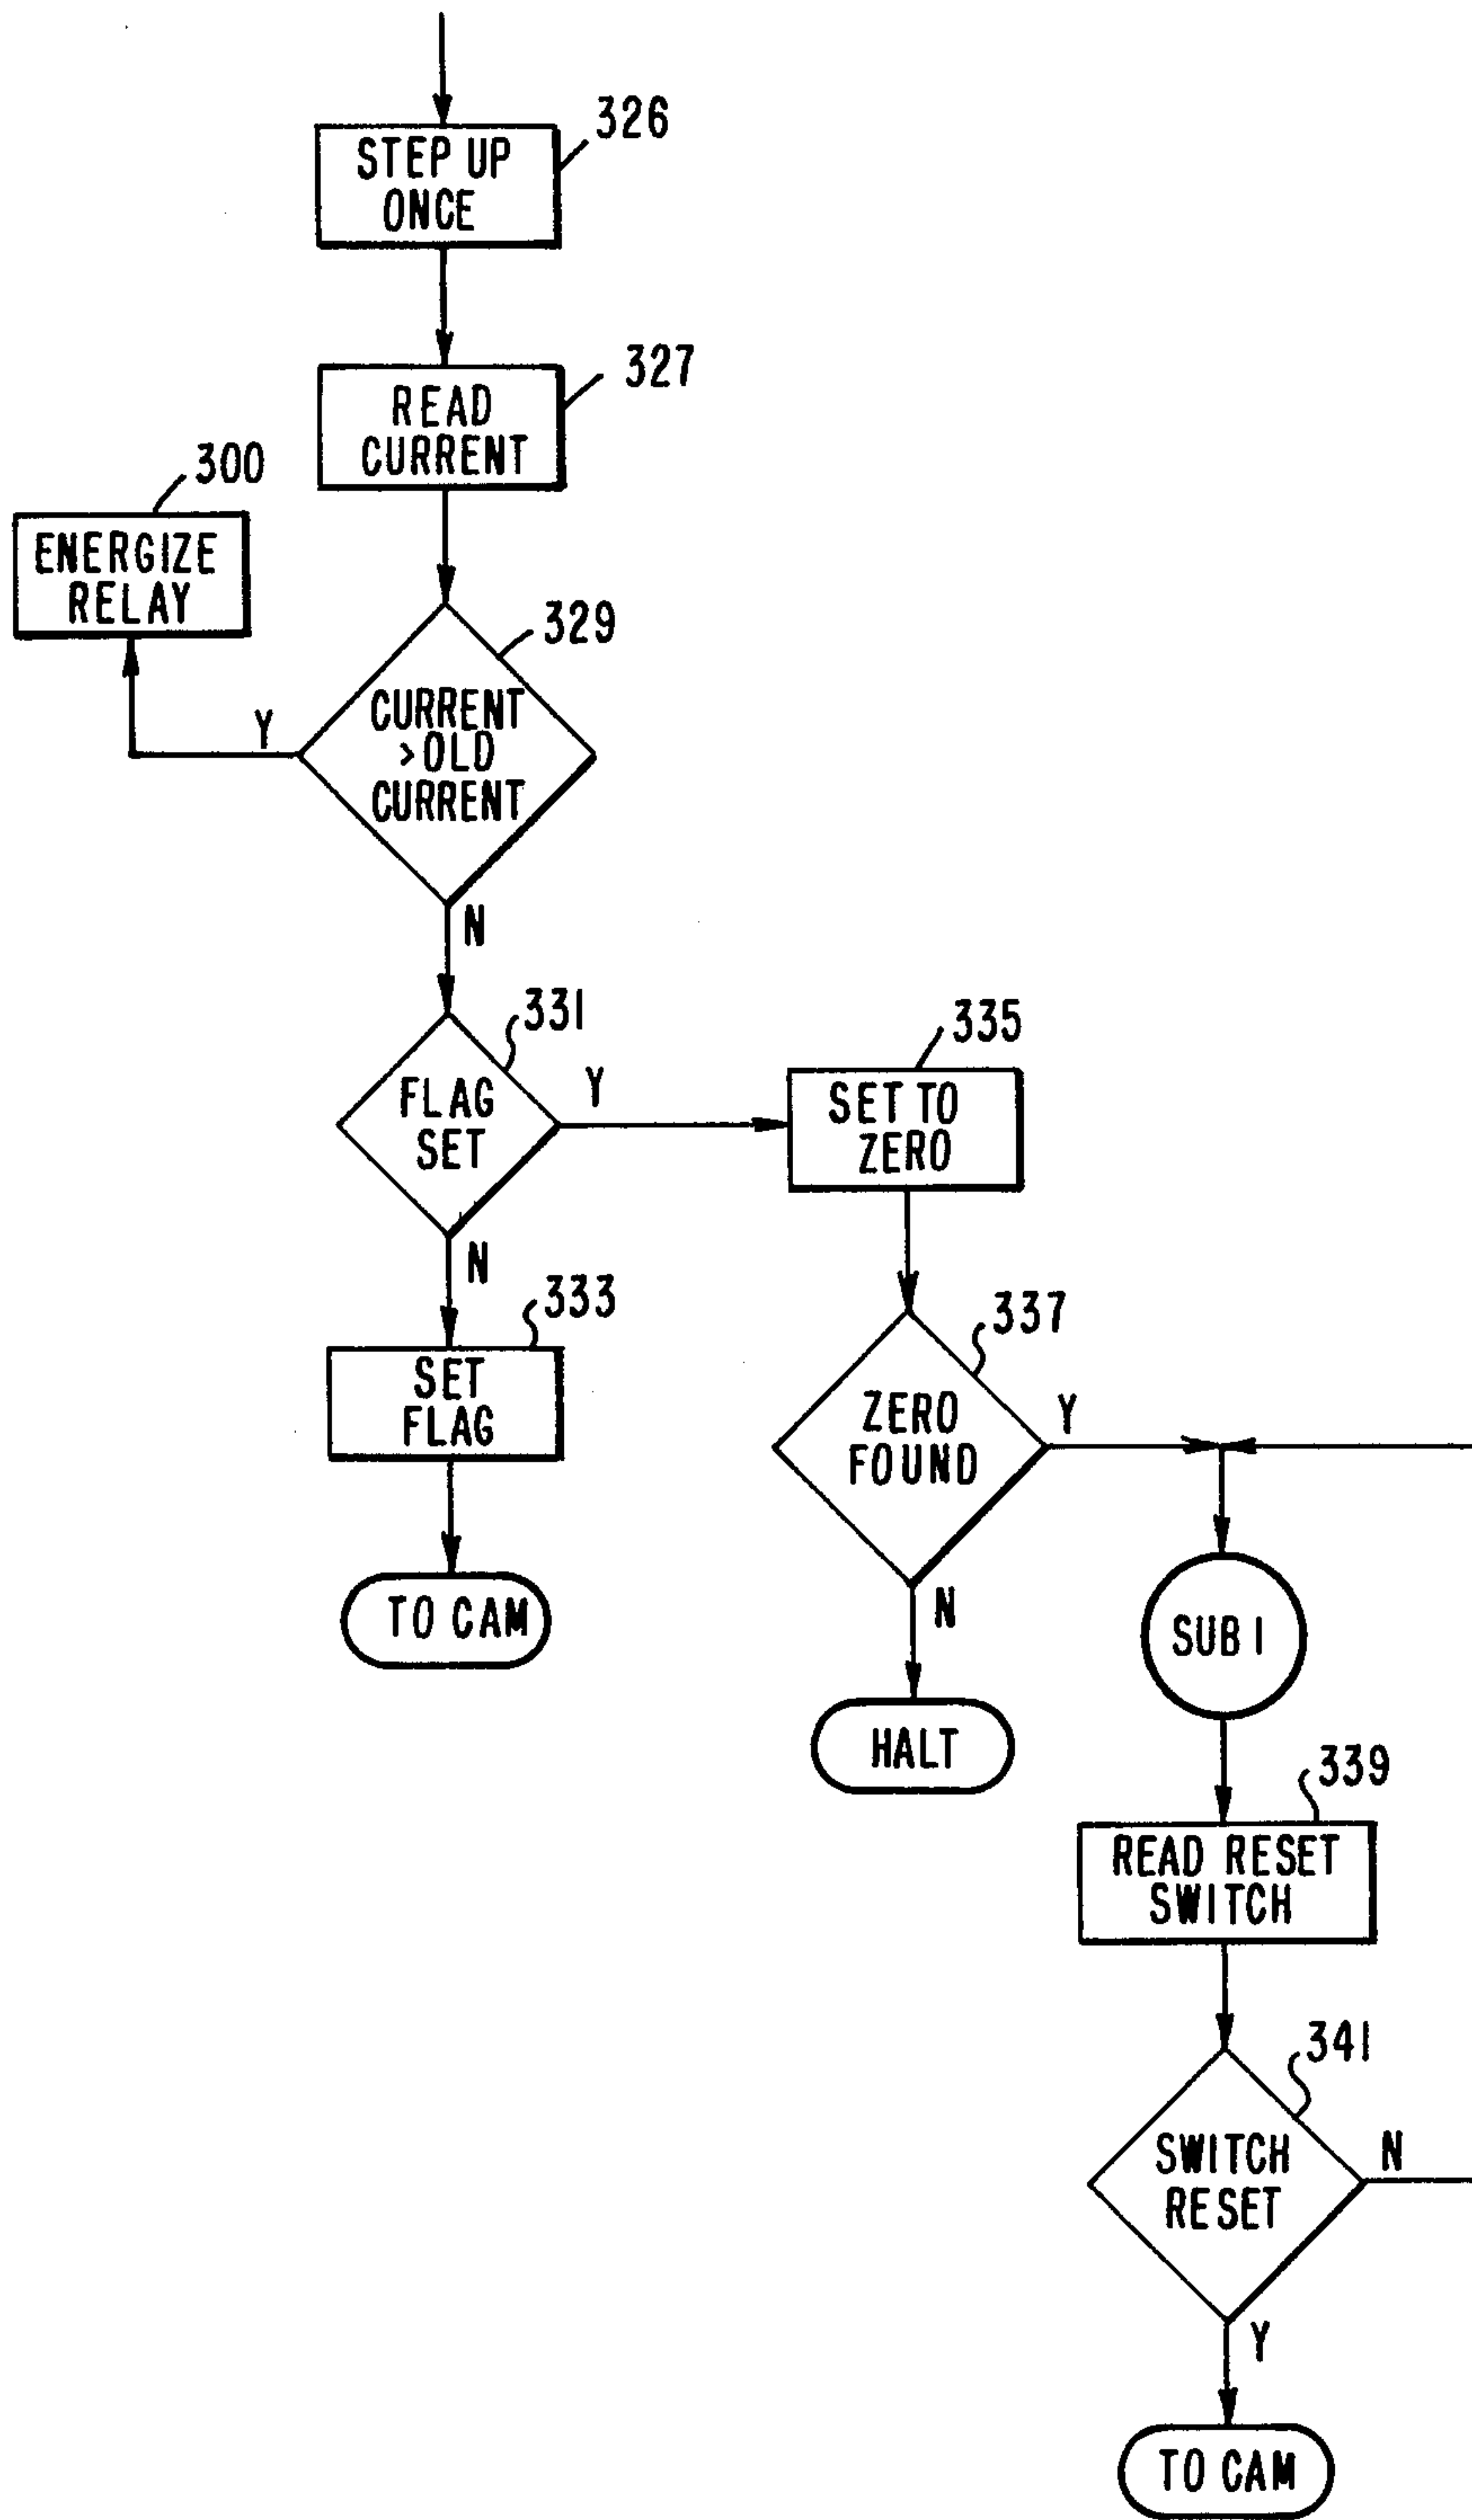 326
STEP UP
ONCE
327
READ
CURRENT
300
ENERGIZE
RELAY
329
CURRENT
>OLD
CURRENT
Y
N
331
FLAG
SET
Y
335
SET TO
ZERO
N
333
SET
FLAG
337
ZERO
FOUND
Y
TO CAM
N
SUB 1
HALT
339
READ RESET
SWITCH
341
SWITCH
RESET
N
Y
TO CAM